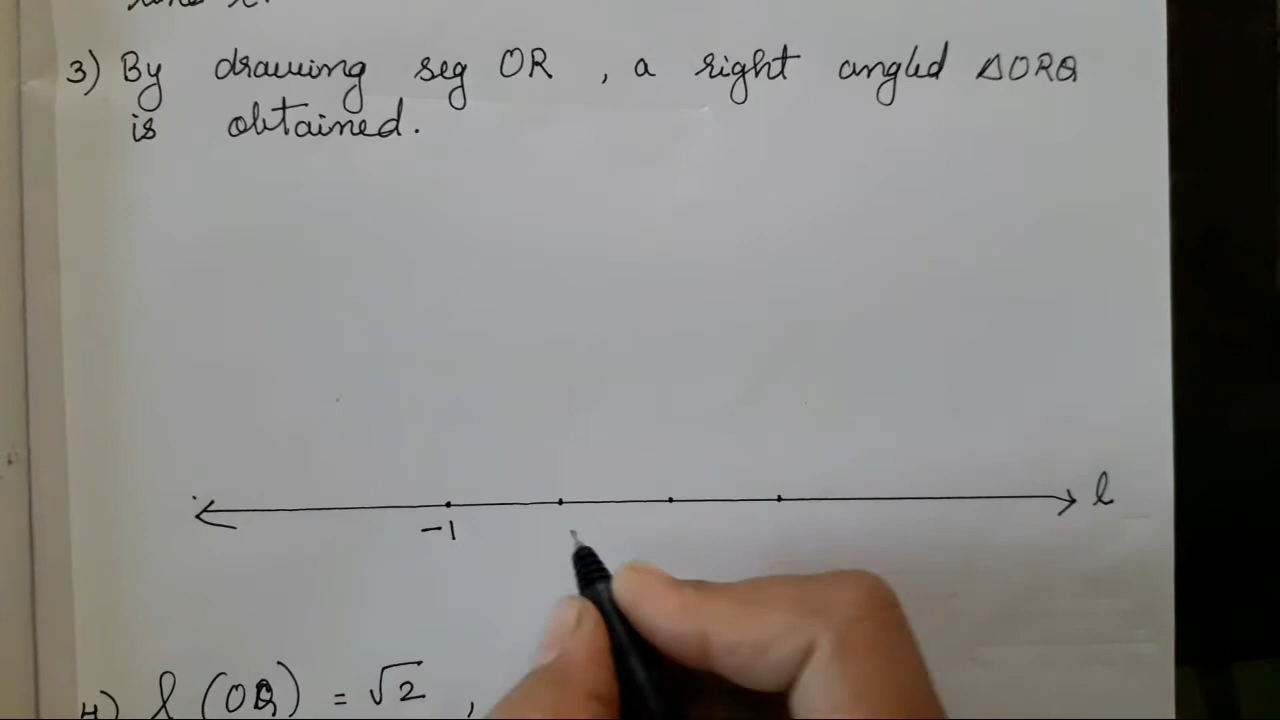 3) By drawing seg OR , a right angled ΔORQ
is obtained.
l
-1
4) l (OQ) = √2 ,